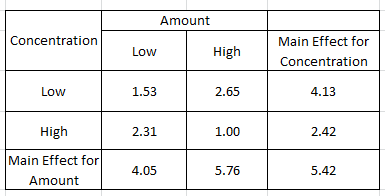 Amount
Concentration
Low High Main Effect for
Concentration
Low 1.53 2.65 4.13
High 2.31 1.00 2.42
Main Effect for
Amount 4.05 5.76 5.42